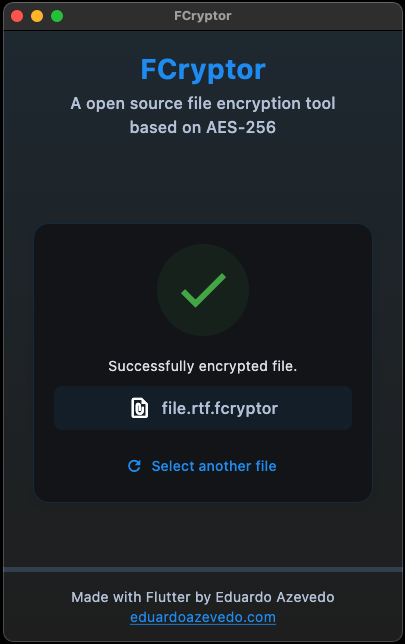 FCryptor
FCryptor
A open source file encryption tool
based on AES-256
Successfully encrypted file.
file.rtf.fcryptor
Select another file
Made with Flutter by Eduardo Azevedo
eduardoazevedo.com